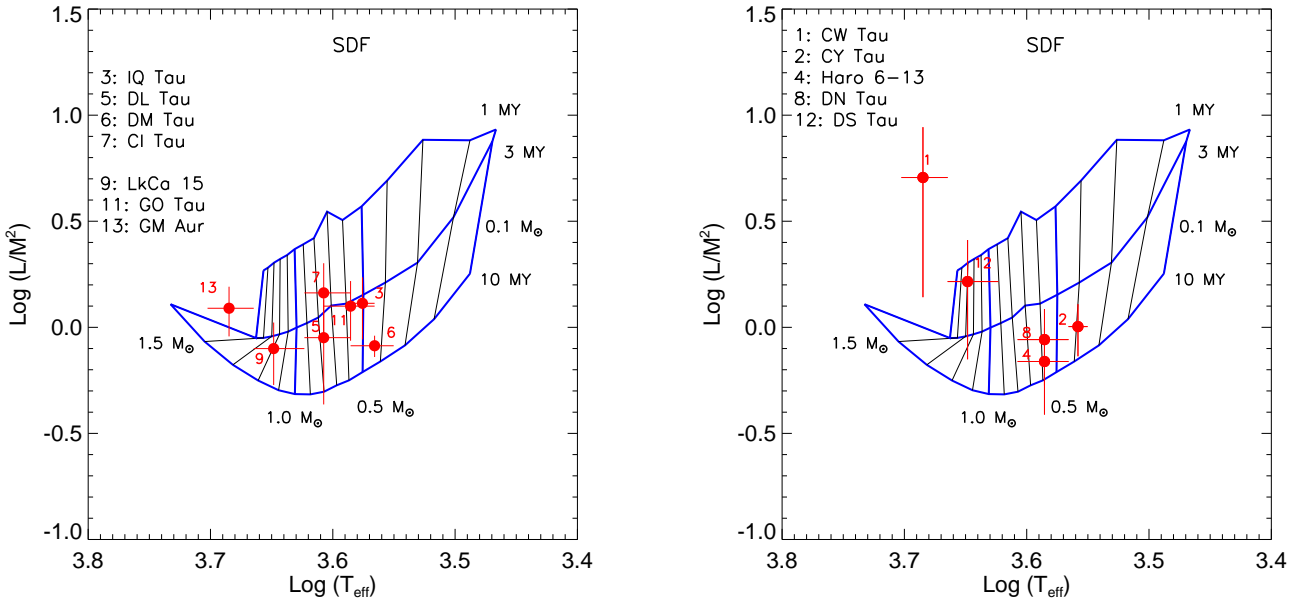 SDF
3: IQ Tau
5: DL Tau
6: DM Tau
7: CI Tau
9: LkCa 15
11: GO Tau
13: GM Aur
1 MY
3 MY
0.1 M⊙
10 MY
1.5 M⊙
1.0 M⊙
0.5 M⊙
13
7
5
11
3
6
9
1.5
1.0
0.5
0.0
-0.5
-1.0
Log (L/M²)
3.8
3.7
3.6
3.5
3.4
Log (Teff)
SDF
1: CW Tau
2: CY Tau
4: Haro 6-13
8: DN Tau
12: DS Tau
1 MY
3 MY
0.1 M⊙
10 MY
1.5 M⊙
1.0 M⊙
0.5 M⊙
1
12
8
2
4
1.5
1.0
0.5
0.0
-0.5
-1.0
Log (L/M²)
3.8
3.7
3.6
3.5
3.4
Log (Teff)